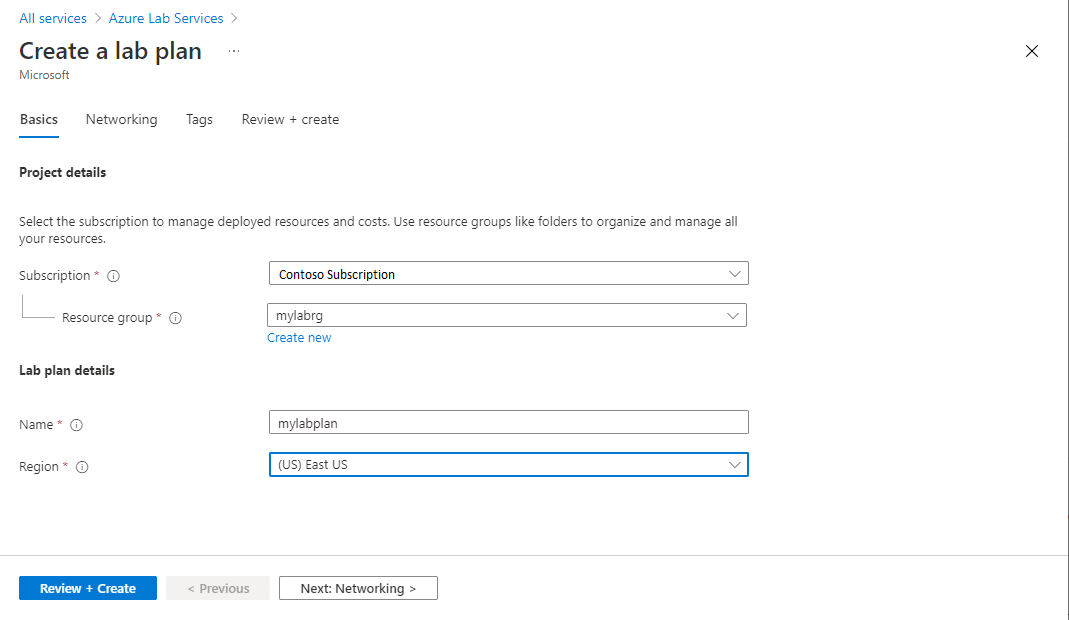 All services > Azure Lab Services >
Create a lab plan ...
Microsoft
Basics Networking Tags Review + create
Project details
Select the subscription to manage deployed resources and costs. Use resource groups like folders to organize and manage all
your resources.
Subscription * Contoso Subscription
Resource group * mylabrg
Create new
Lab plan details
Name * mylabplan
Region * (US) East US
Review + Create < Previous Next: Networking >